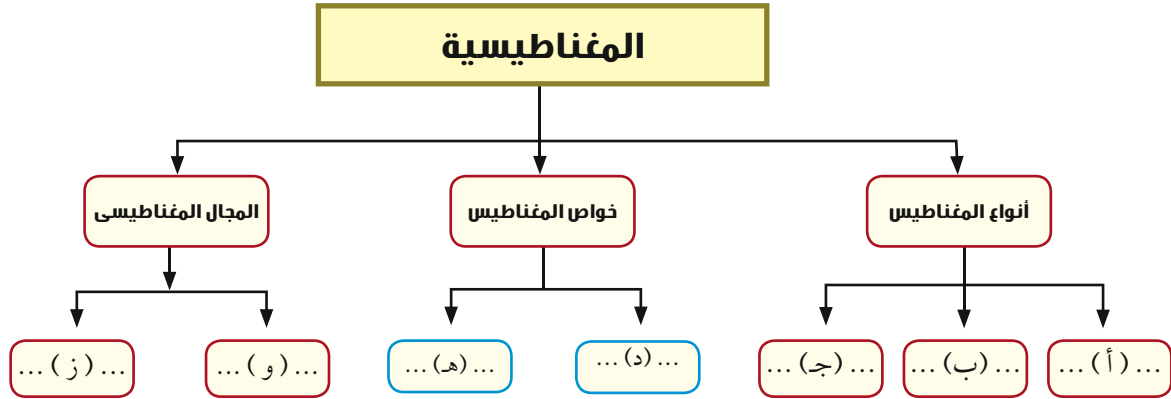 المغناطيسية
أنواع المغناطيس
خواص المغناطيس
المجال المغناطيسى
... (أ) ...
... (ب) ...
... (جـ) ...
... (د) ...
... (هـ) ...
... (و) ...
... (ز) ...